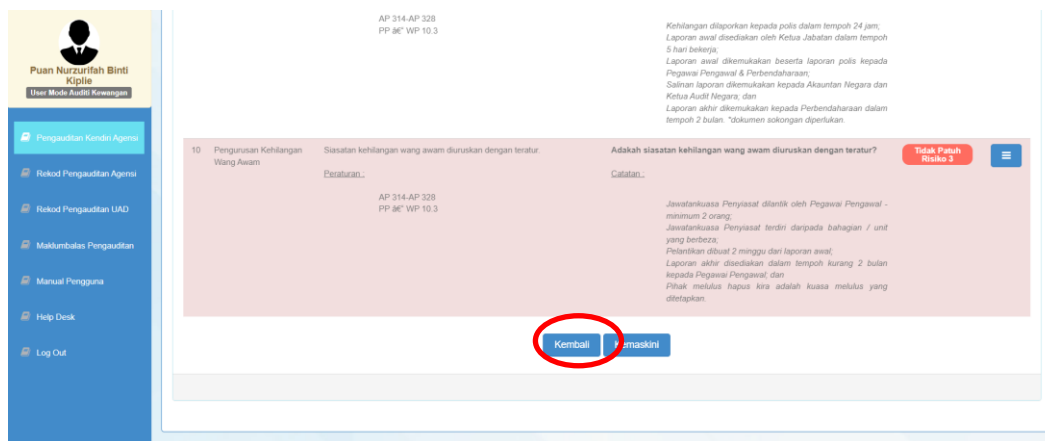 Puan Nurzurifah Binti
Kiplie
User Mode Auditi Kewangan
Pengauditan Kendiri Agensi
Rekod Pengauditan Agensi
Rekod Pengauditan UAD
Maklumbalas Pengauditan
Manual Pengguna
Help Desk
Log Out
AP 314-AP 328
PP â€“ WP 10.3
Kehilangan dilaporkan kepada polis dalam tempoh 24 jam;
Laporan awal disediakan oleh Ketua Jabatan dalam tempoh
5 hari bekerja;
Laporan awal dikemukakan beserta laporan polis kepada
Pegawai Pengawal & Perbendaharaan;
Salinan laporan dikemukakan kepada Akauntan Negara dan
Ketua Audit Negara; dan
Laporan akhir dikemukakan kepada Perbendaharaan dalam
tempoh 2 bulan. *dokumen sokongan diperlukan.
10 Pengurusan Kehilangan
Wang Awam
Siasatan kehilangan wang awam diuruskan dengan teratur.
Peraturan :
AP 314-AP 328
PP â€“ WP 10.3
Adakah siasatan kehilangan wang awam diuruskan dengan teratur?
Catatan :
Jawatankuasa Penyiasat dilantik oleh Pegawai Pengawal -
minimum 2 orang;
Jawatankuasa Penyiasat terdiri daripada bahagian / unit
yang berbeza;
Pelantikan dibuat 2 minggu dari laporan awal;
Laporan akhir disediakan dalam tempoh kurang 2 bulan
kepada Pegawai Pengawal; dan
Pihak melulus hapus kira adalah kuasa melulus yang
ditetapkan.
Tidak Patuh
Risiko 3
Kembali
Kemaskini